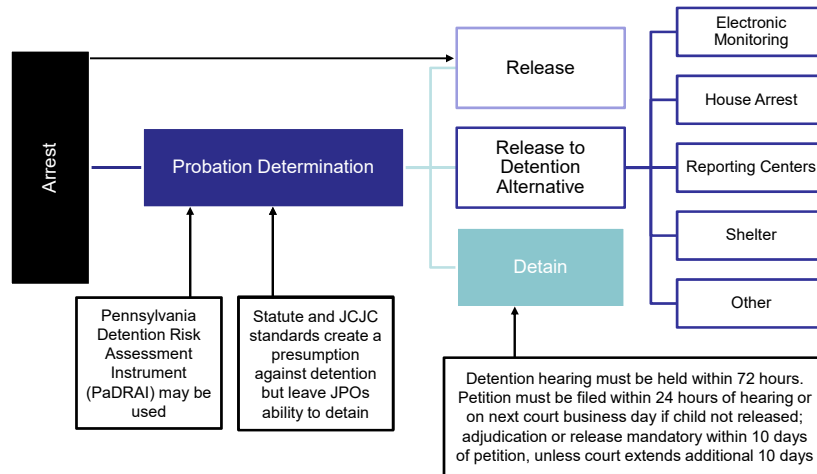 Arrest
Probation Determination
Release
Release to
Detention
Alternative
Detain
Electronic
Monitoring
House Arrest
Reporting Centers
Shelter
Other
Pennsylvania
Detention Risk
Assessment
Instrument
(PaDRAI) may be
used
Statute and JCJC
standards create a
presumption
against detention
but leave JPOs
ability to detain
Detention hearing must be held within 72 hours.
Petition must be filed within 24 hours of hearing or
on next court business day if child not released;
adjudication or release mandatory within 10 days
of petition, unless court extends additional 10 days